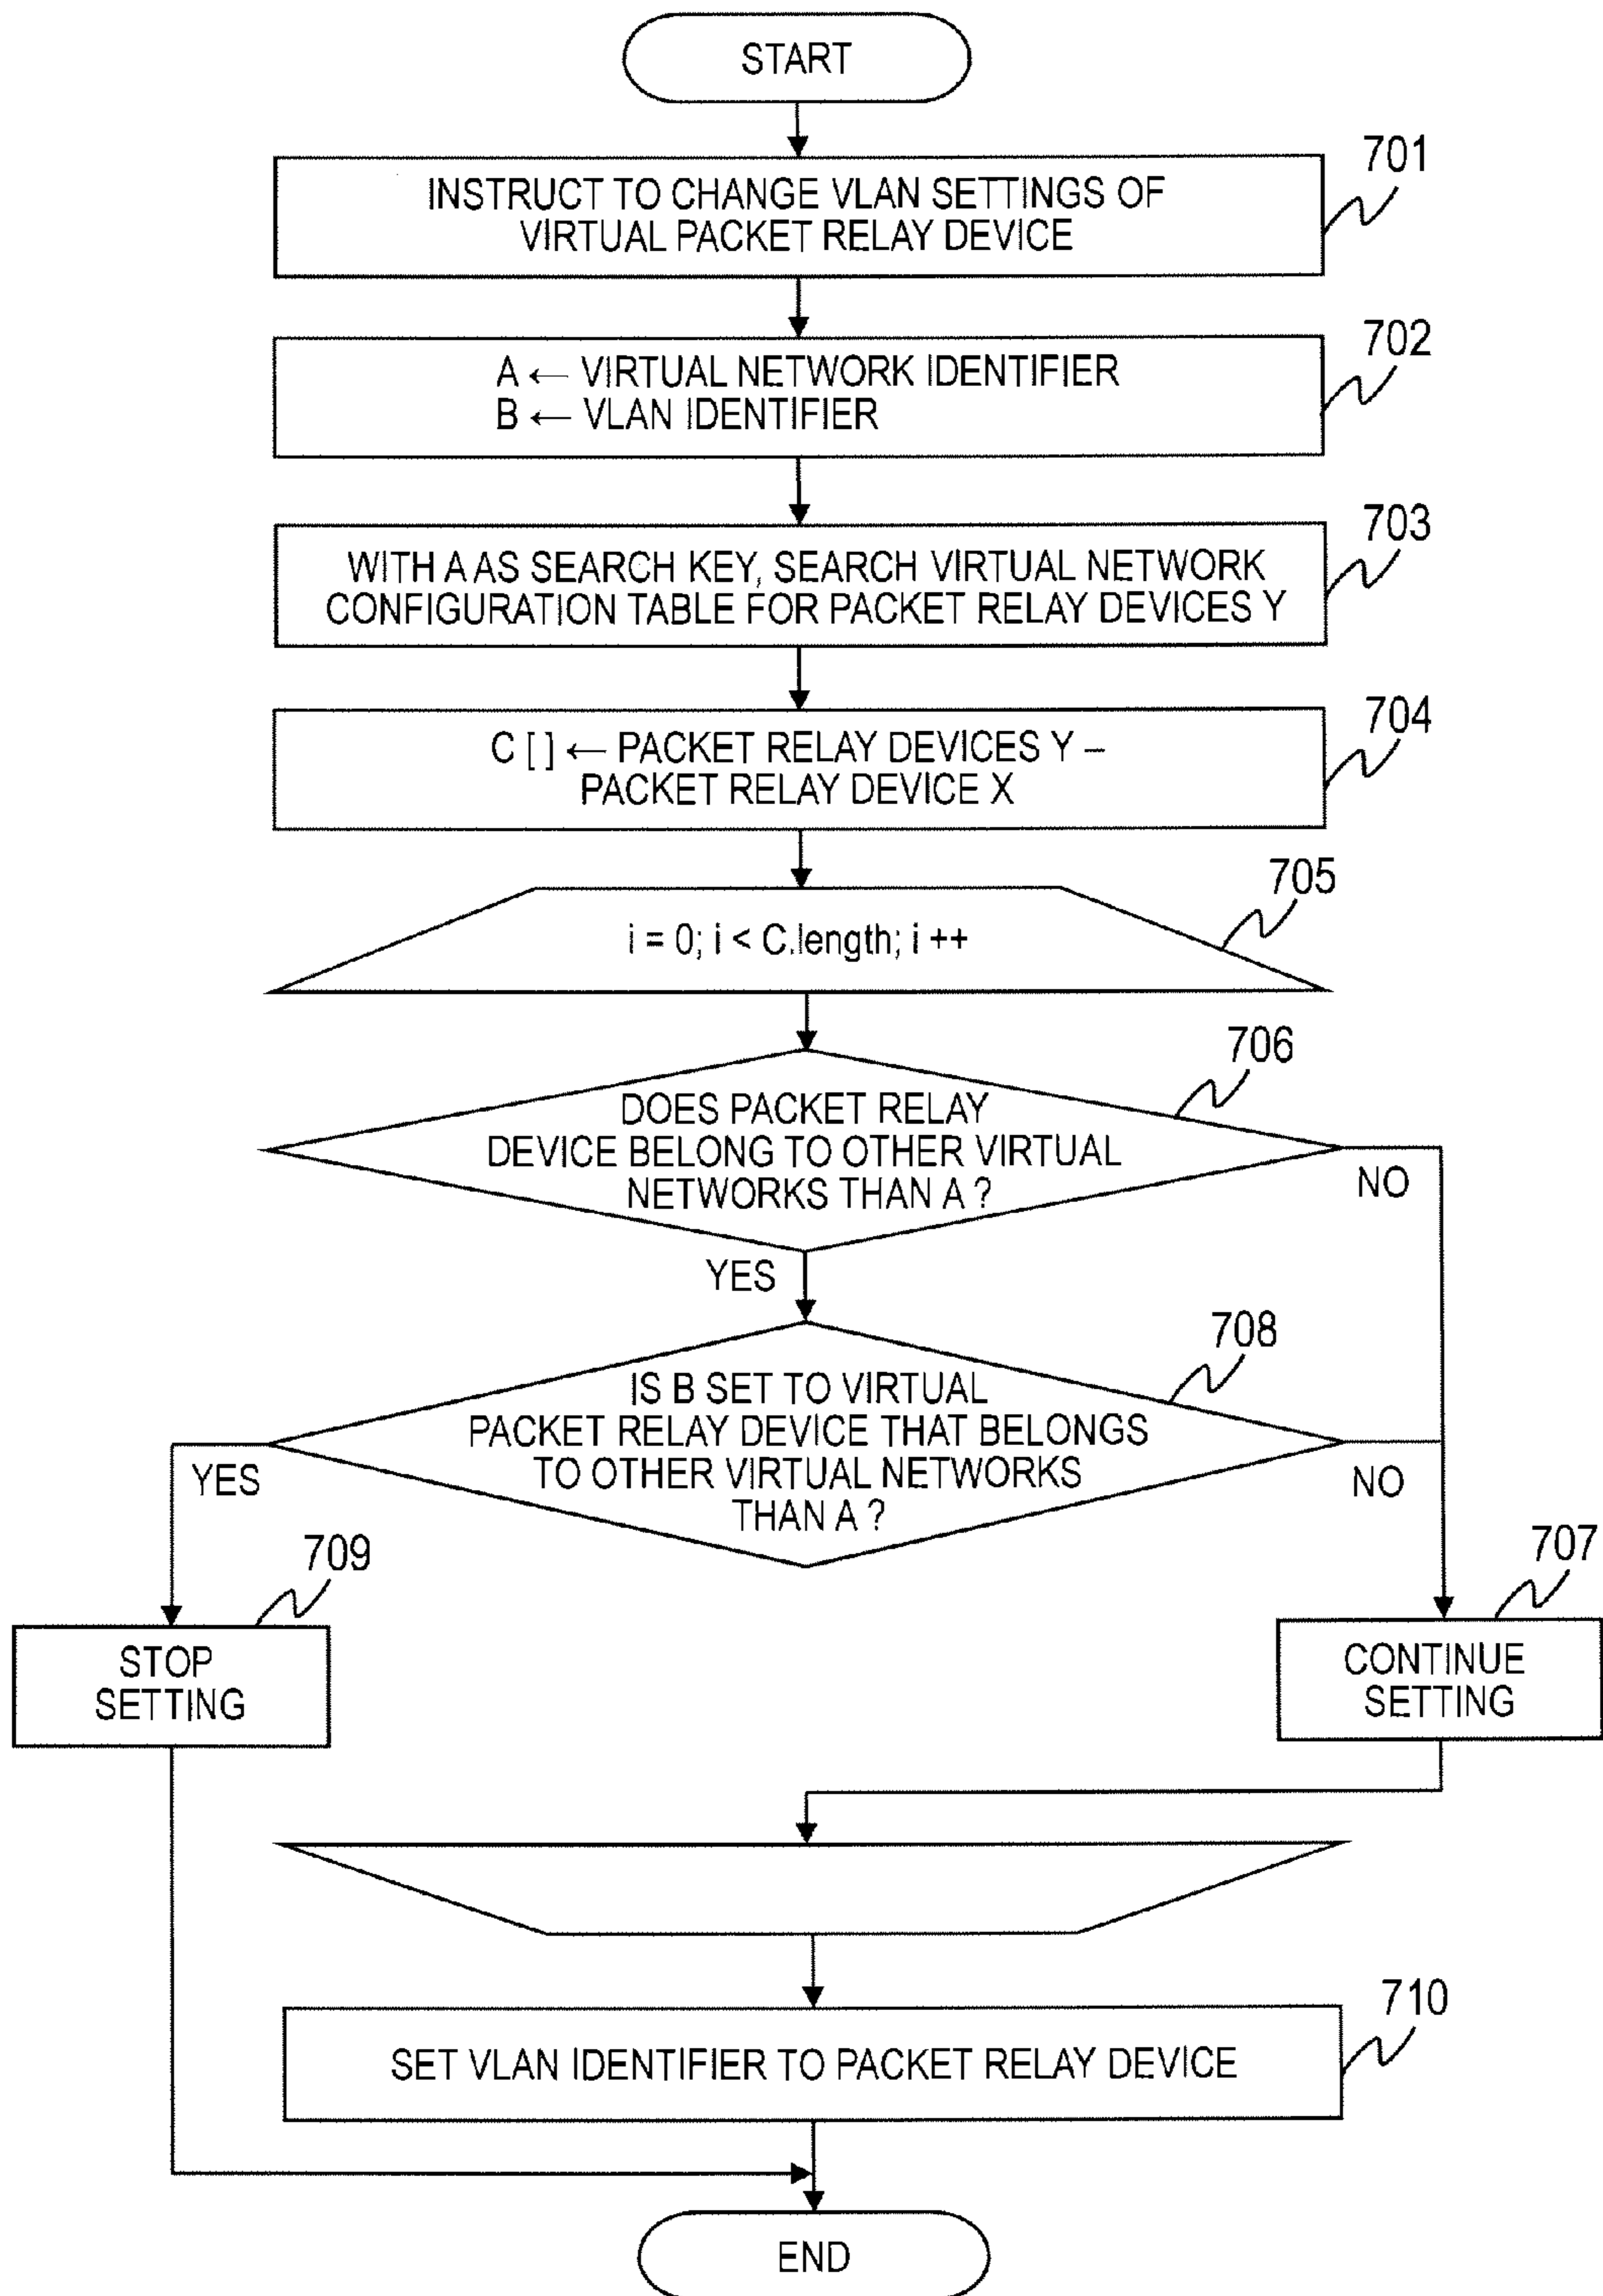 START
701
INSTRUCT TO CHANGE VLAN SETTINGS OF
VIRTUAL PACKET RELAY DEVICE
702
A ← VIRTUAL NETWORK IDENTIFIER
B ← VLAN IDENTIFIER
703
WITH A AS SEARCH KEY, SEARCH VIRTUAL NETWORK
CONFIGURATION TABLE FOR PACKET RELAY DEVICES Y
704
C [ ] ← PACKET RELAY DEVICES Y –
PACKET RELAY DEVICE X
705
i = 0; i < C.length; i ++
706
DOES PACKET RELAY
DEVICE BELONG TO OTHER VIRTUAL
NETWORKS THAN A ?
NO
YES
708
IS B SET TO VIRTUAL
PACKET RELAY DEVICE THAT BELONGS
TO OTHER VIRTUAL NETWORKS
THAN A ?
YES
NO
709
STOP
SETTING
707
CONTINUE
SETTING
710
SET VLAN IDENTIFIER TO PACKET RELAY DEVICE
END